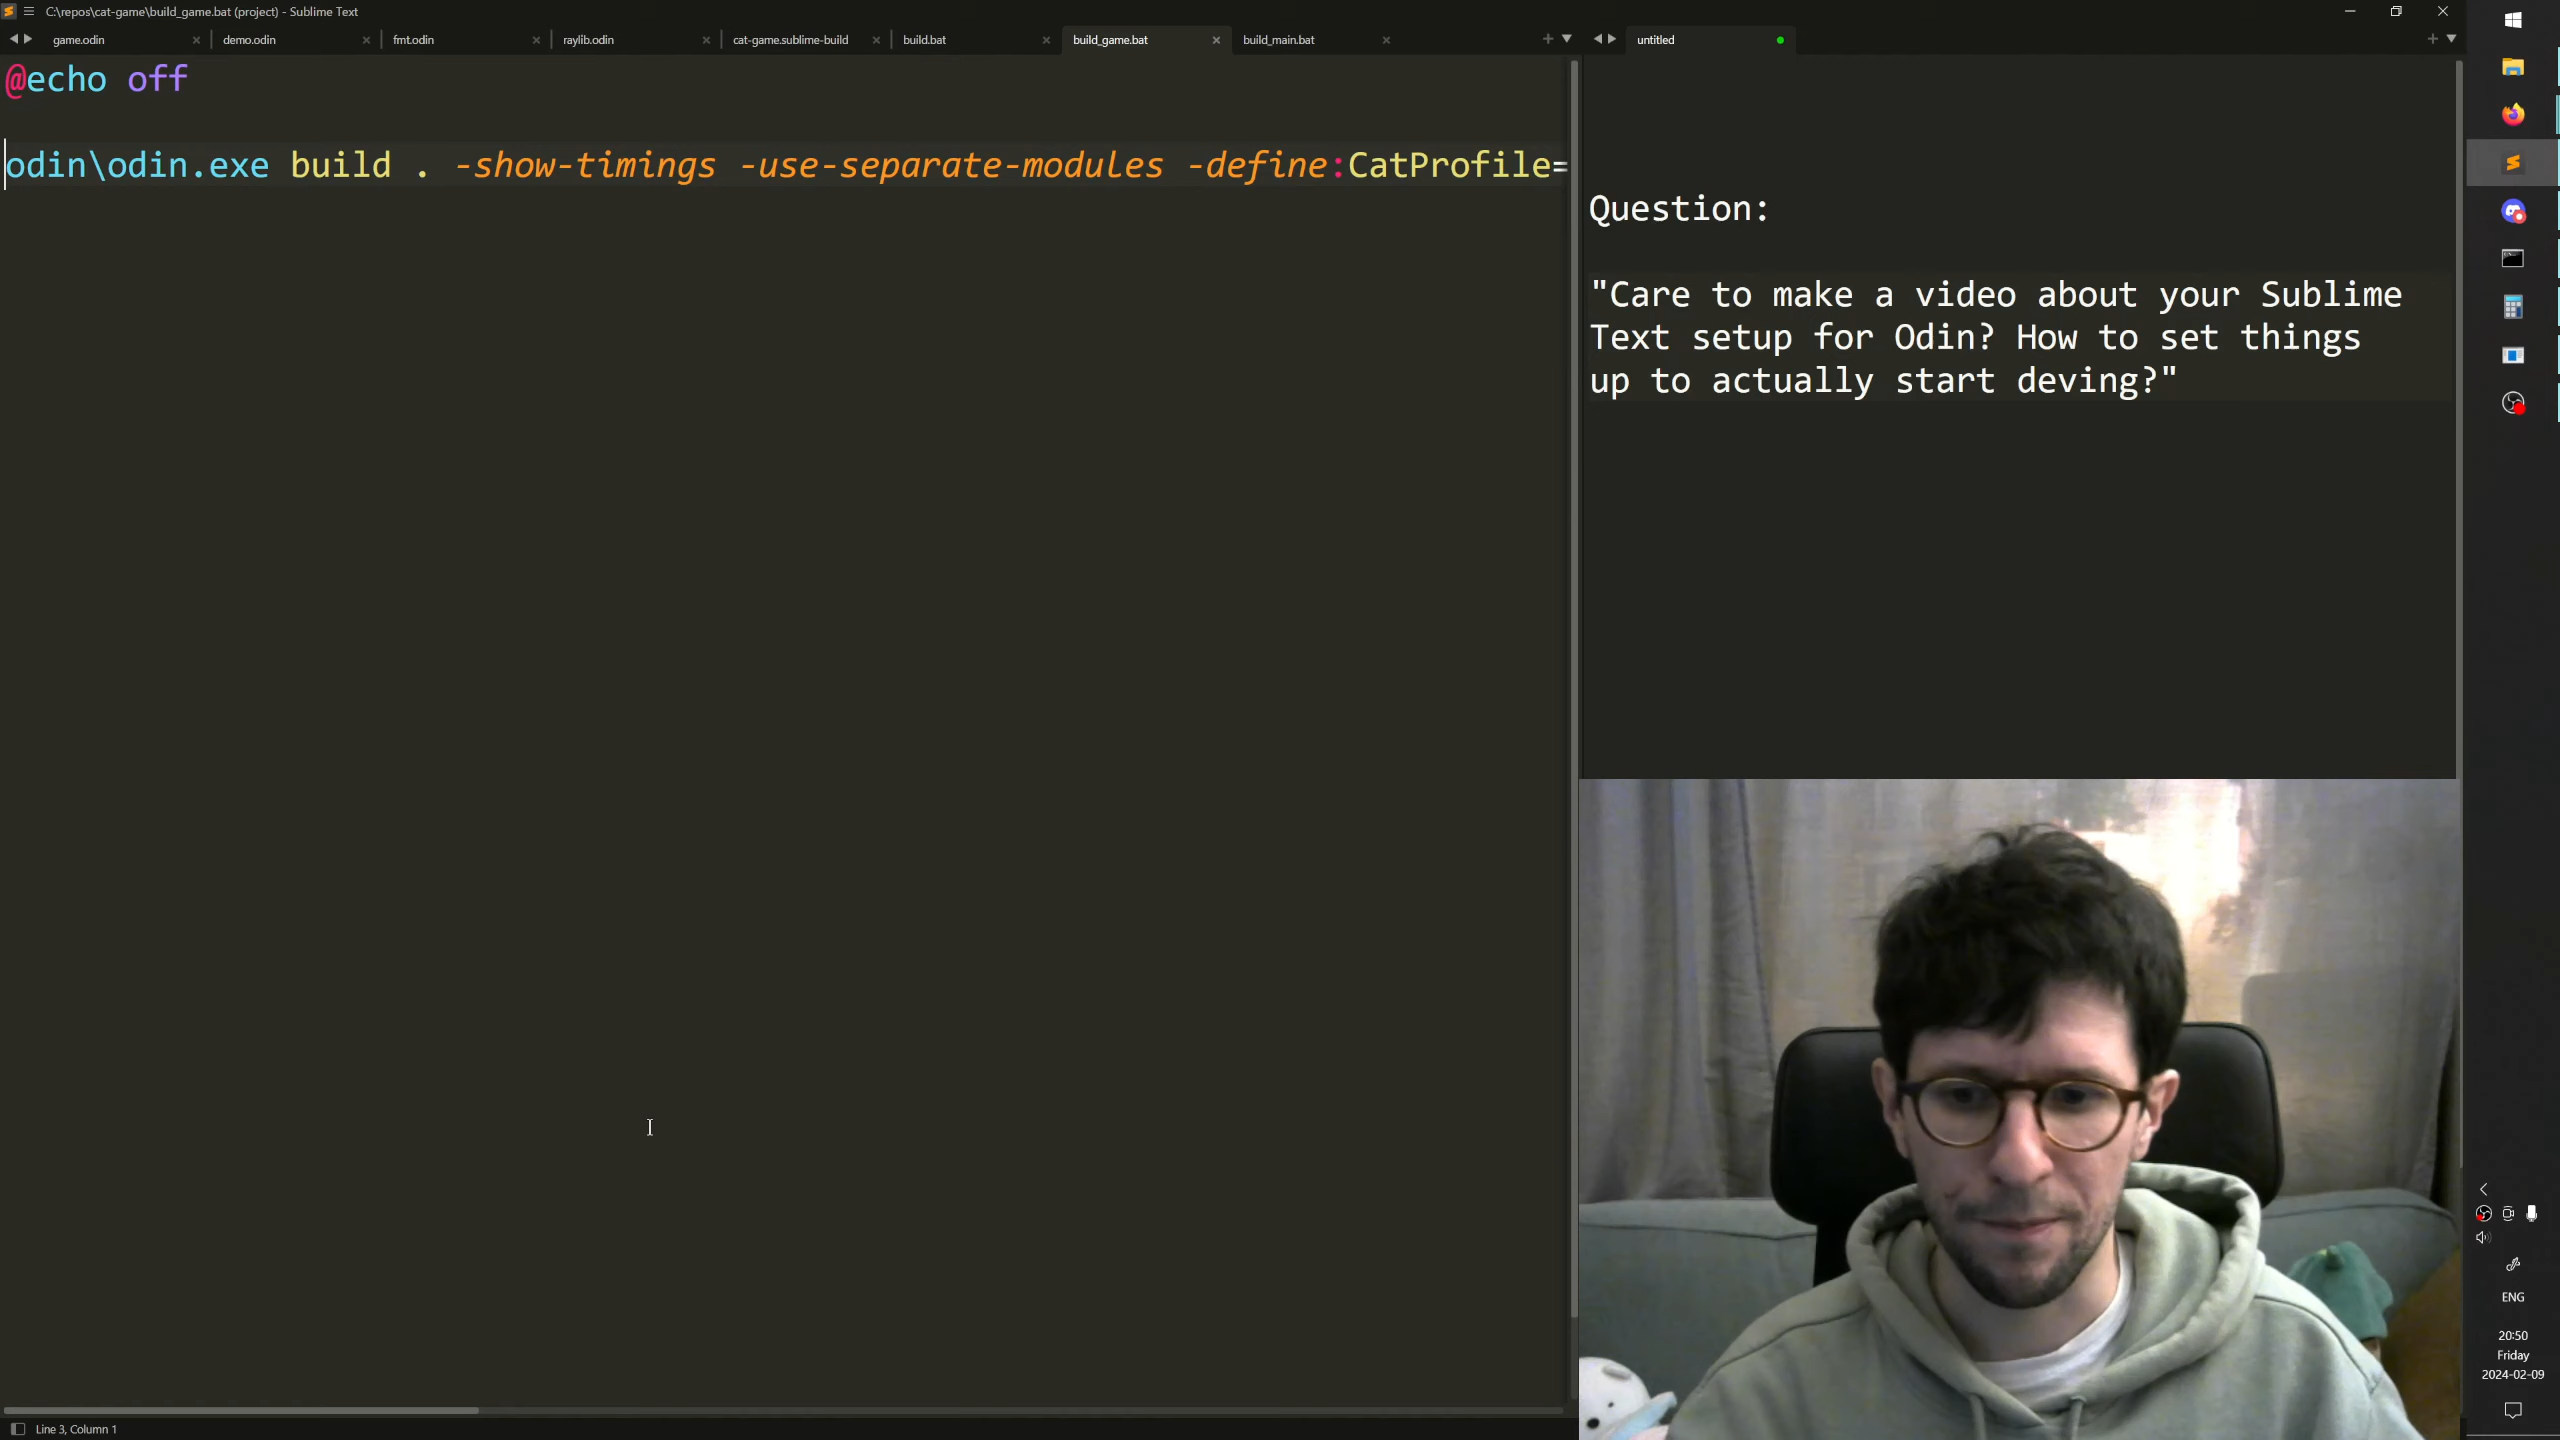 C:\repos\cat-game\build_game.bat (project) - Sublime Text
game.odin
demo.odin
fmt.odin
raylib.odin
cat-game.sublime-build
build.bat
build_game.bat
build_main.bat
untitled
@echo off
odin\odin.exe build . -show-timings -use-separate-modules -define:CatProfile=
Question:
"Care to make a video about your Sublime
Text setup for Odin? How to set things
up to actually start deving?"
ENG
20:50
Friday
2024-02-09
Line 3, Column 1